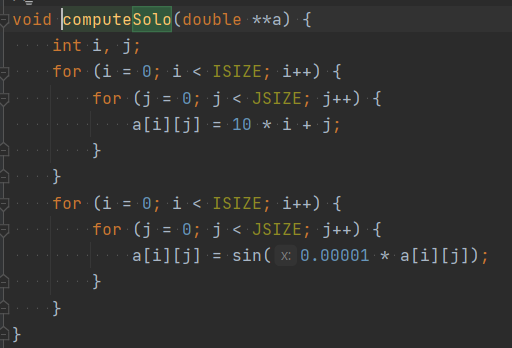 void computeSolo(double **a) {
    int i, j;
    for (i = 0; i < ISIZE; i++) {
        for (j = 0; j < JSIZE; j++) {
            a[i][j] = 10 * i + j;
        }
    }
    for (i = 0; i < ISIZE; i++) {
        for (j = 0; j < JSIZE; j++) {
            a[i][j] = sin( x: 0.00001 * a[i][j]);
        }
    }
}